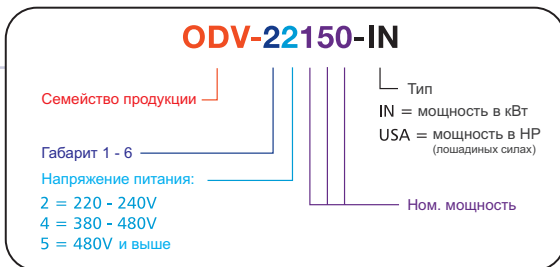 ODV-22150-IN
Семейство продукции
Тип
IN = мощность в кВт
USA = мощность в HP
(лошадиных силах)
Габарит 1 - 6
Напряжение питания:
2 = 220 - 240V
4 = 380 - 480V
5 = 480V и выше
Ном. мощность